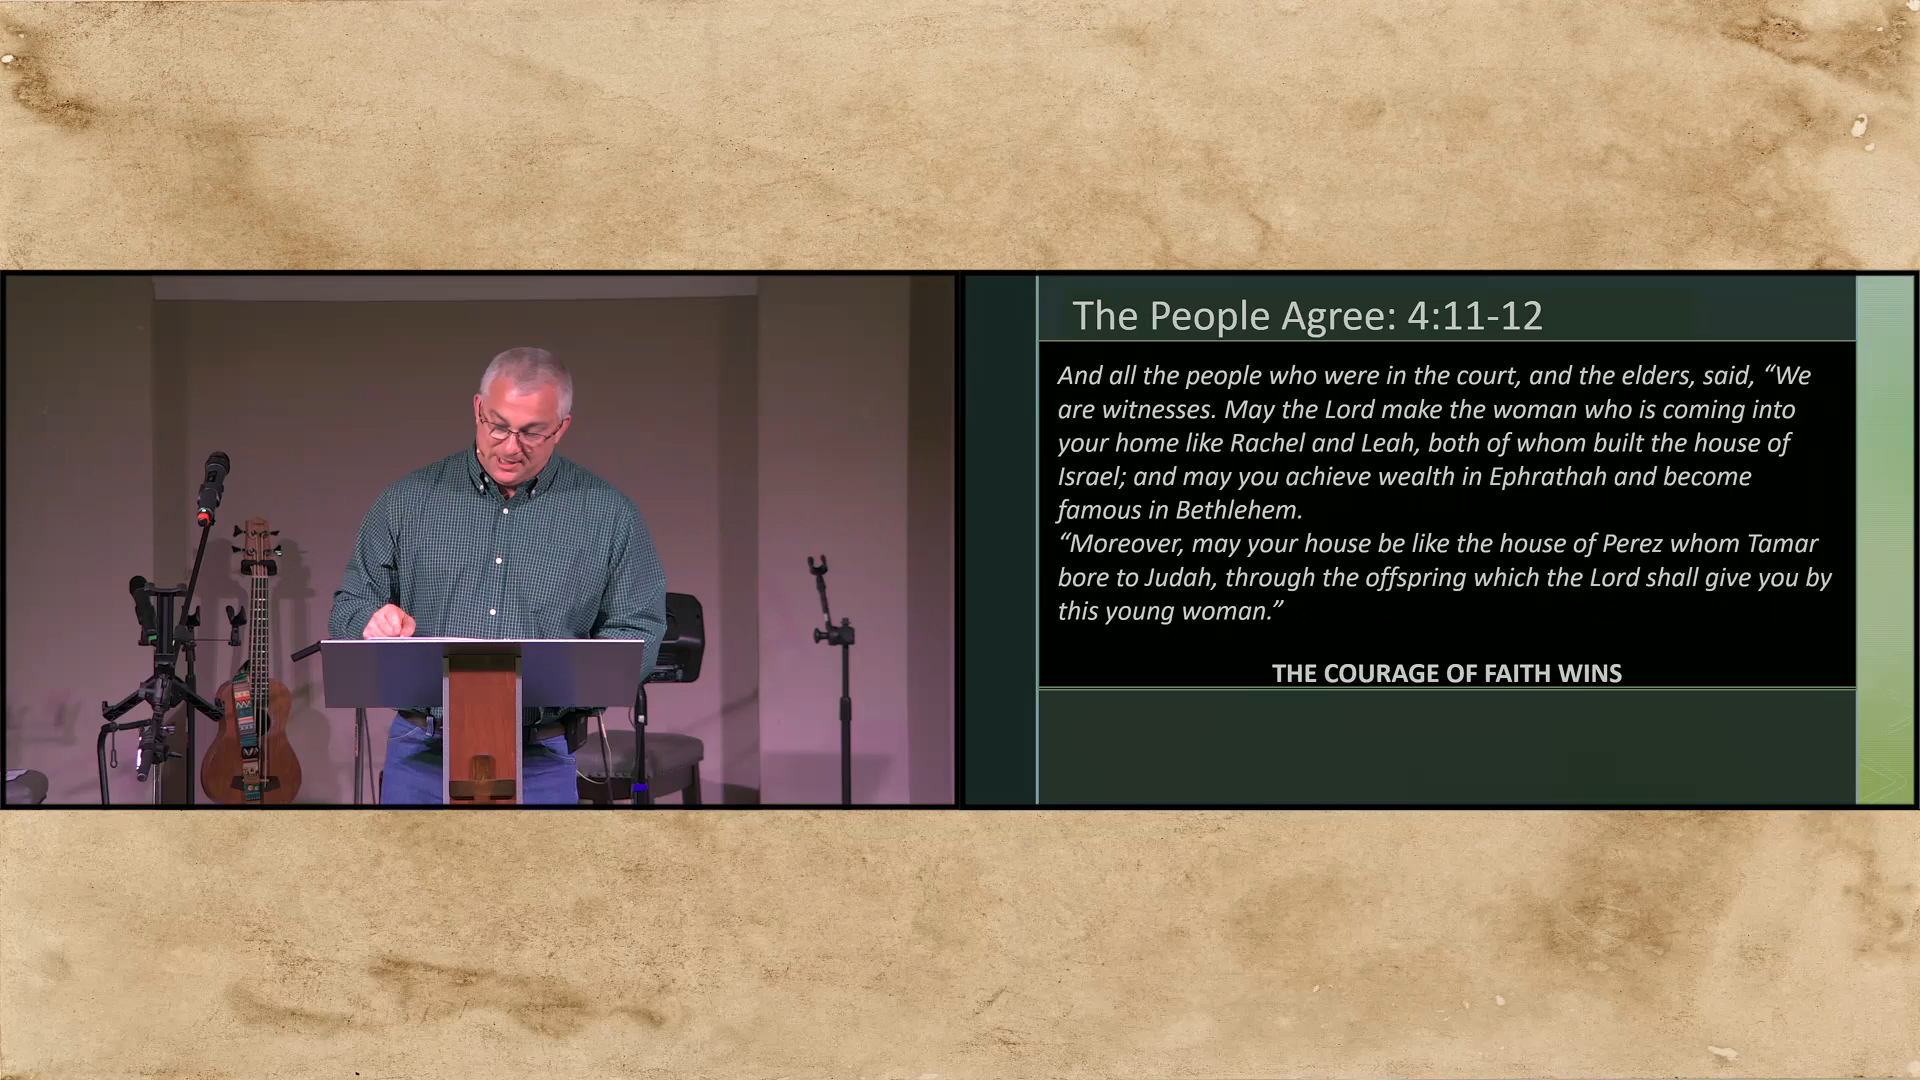 The People Agree: 4:11-12
And all the people who were in the court, and the elders, said, “We
are witnesses. May the Lord make the woman who is coming into
your home like Rachel and Leah, both of whom built the house of
Israel; and may you achieve wealth in Ephrathah and become
famous in Bethlehem.
“Moreover, may your house be like the house of Perez whom Tamar
bore to Judah, through the offspring which the Lord shall give you by
this young woman.”
THE COURAGE OF FAITH WINS